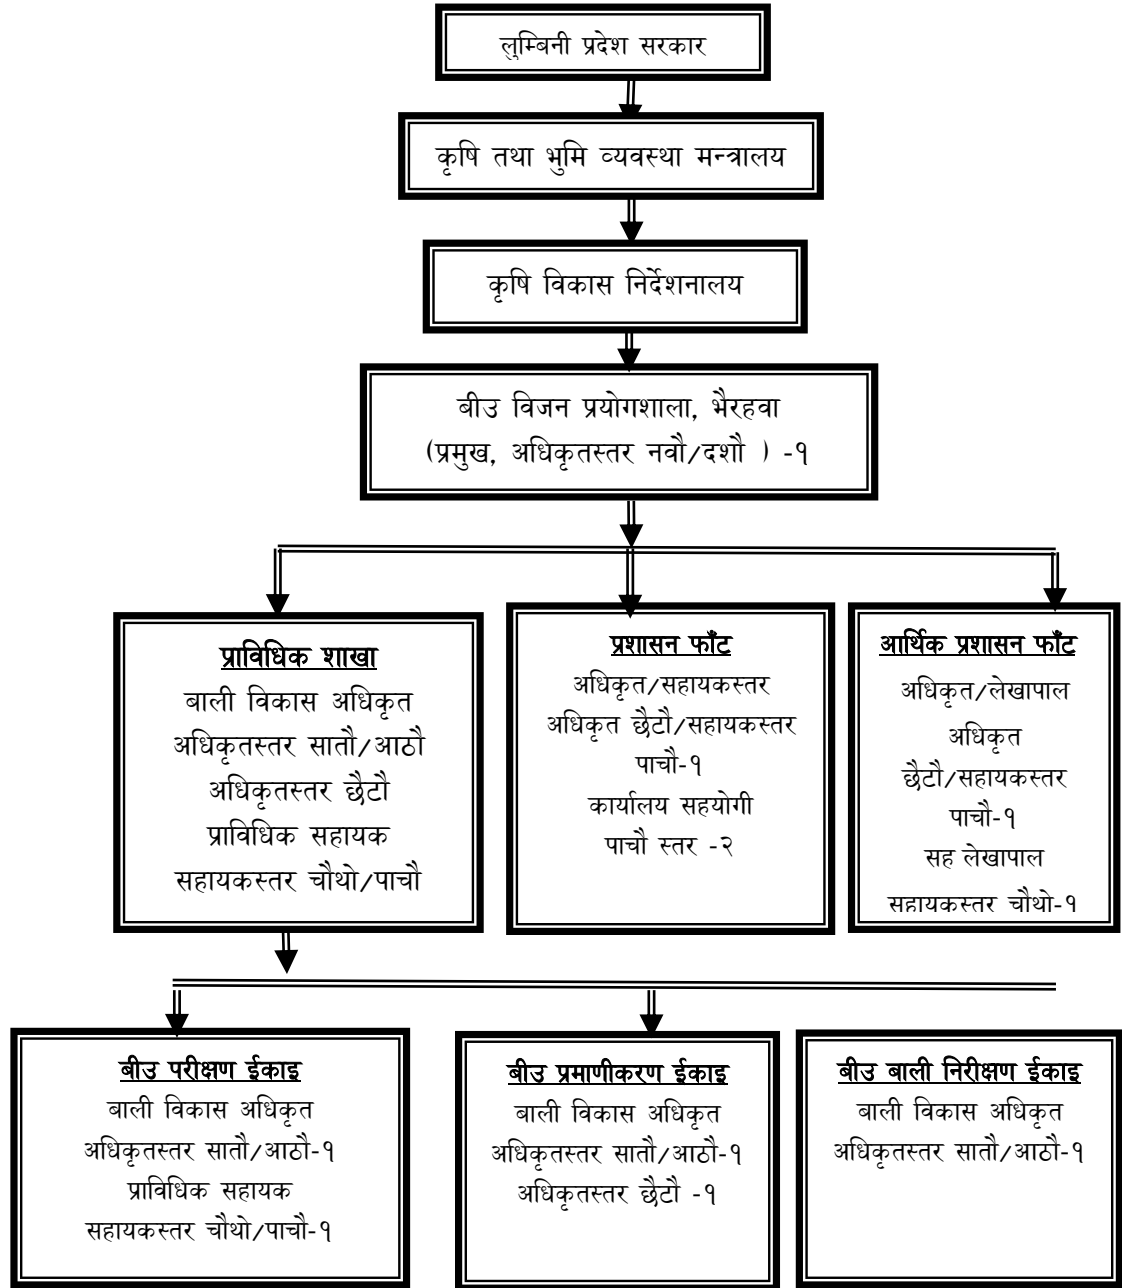 लुम्बिनी प्रदेश सरकार
कृषि तथा भुमि व्यवस्था मन्त्रालय
कृषि विकास निर्देशनालय
बीउ विजन प्रयोगशाला, भैरहवा
(प्रमुख, अधिकृतस्तर नवौ/दशौ ) -१
प्राविधिक शाखा
बाली विकास अधिकृत
अधिकृतस्तर सातौ/आठौ
अधिकृतस्तर छैटौ
प्राविधिक सहायक
सहायकस्तर चौथो/पाचौ
प्रशासन फाँट
अधिकृत/सहायकस्तर
अधिकृत छैटौ/सहायकस्तर
पाचौ-१
कार्यालय सहयोगी
पाचौ स्तर -२
आर्थिक प्रशासन फाँट
अधिकृत/लेखापाल
अधिकृत
छैटौ/सहायकस्तर
पाचौ-१
सह लेखापाल
सहायकस्तर चौथो-१
बीउ परीक्षण ईकाइ
बाली विकास अधिकृत
अधिकृतस्तर सातौ/आठौ-१
प्राविधिक सहायक
सहायकस्तर चौथो/पाचौ-१
बीउ प्रमाणीकरण ईकाइ
बाली विकास अधिकृत
अधिकृतस्तर सातौ/आठौ-१
अधिकृतस्तर छैटौ -१
बीउ बाली निरीक्षण ईकाइ
बाली विकास अधिकृत
अधिकृतस्तर सातौ/आठौ-१